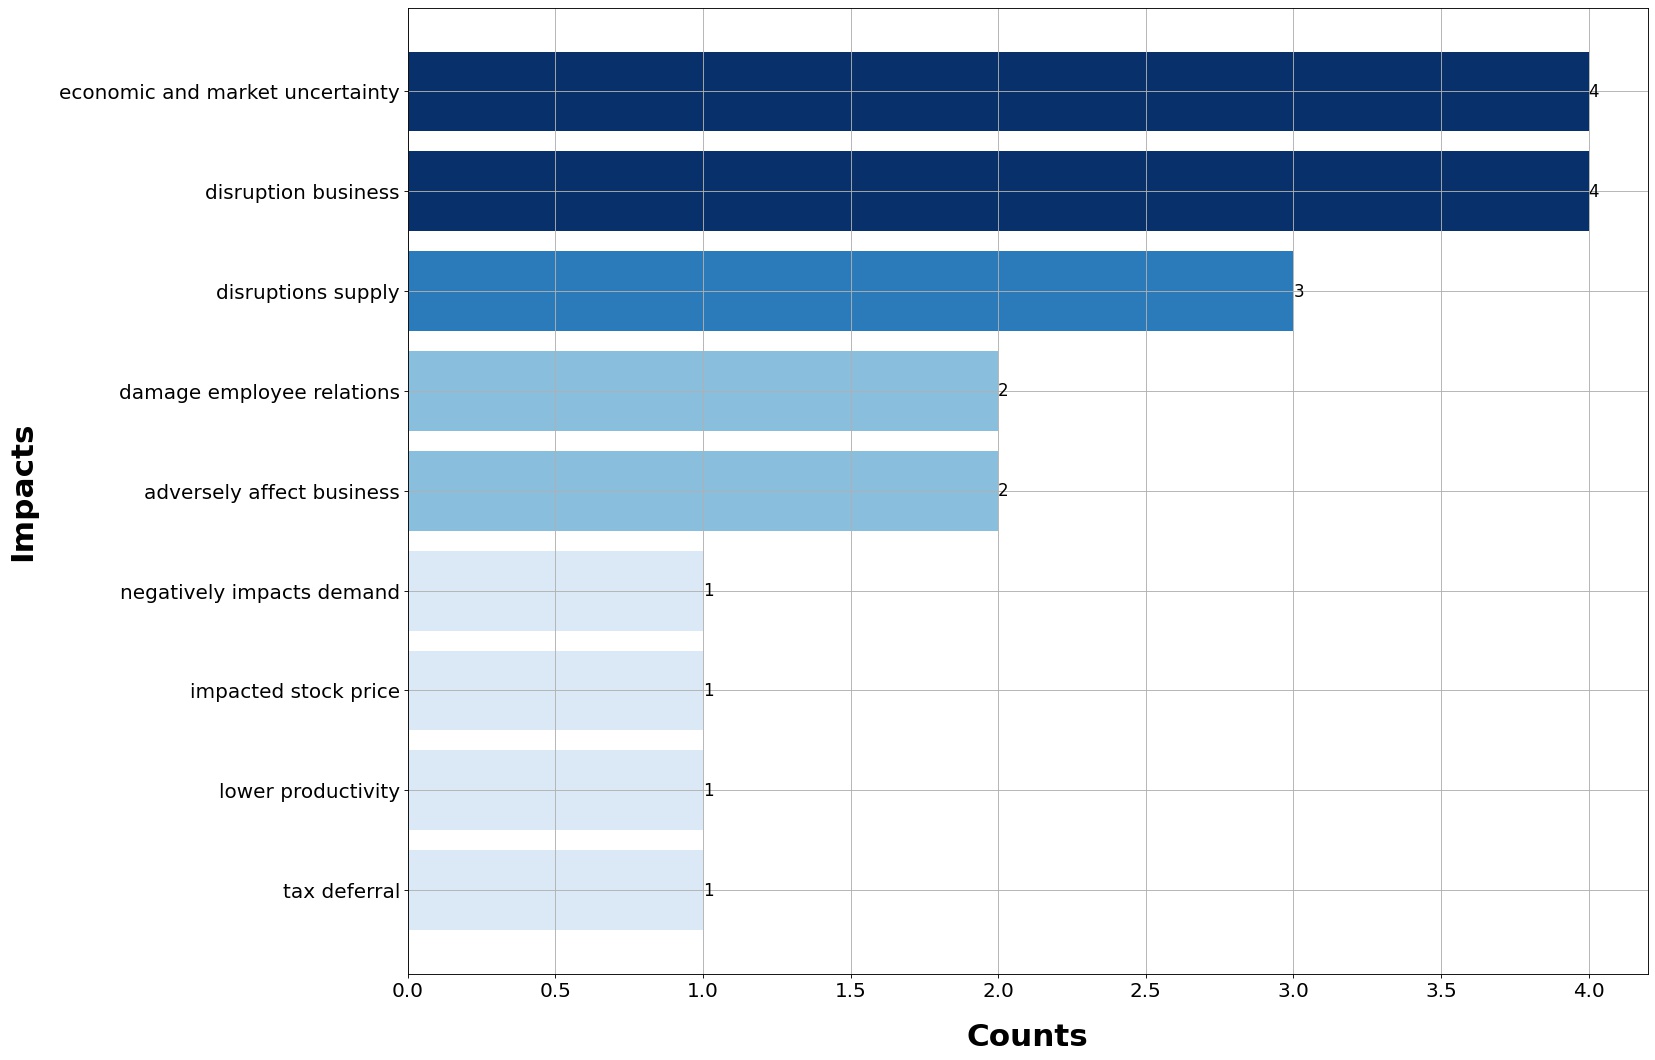 economic and market uncertainty
4
disruption business
4
disruptions supply
3
damage employee relations
2
adversely affect business
2
negatively impacts demand
1
impacted stock price
1
lower productivity
1
tax deferral
1
Impacts
0.0 0.5 1.0 1.5 2.0 2.5 3.0 3.5 4.0
Counts